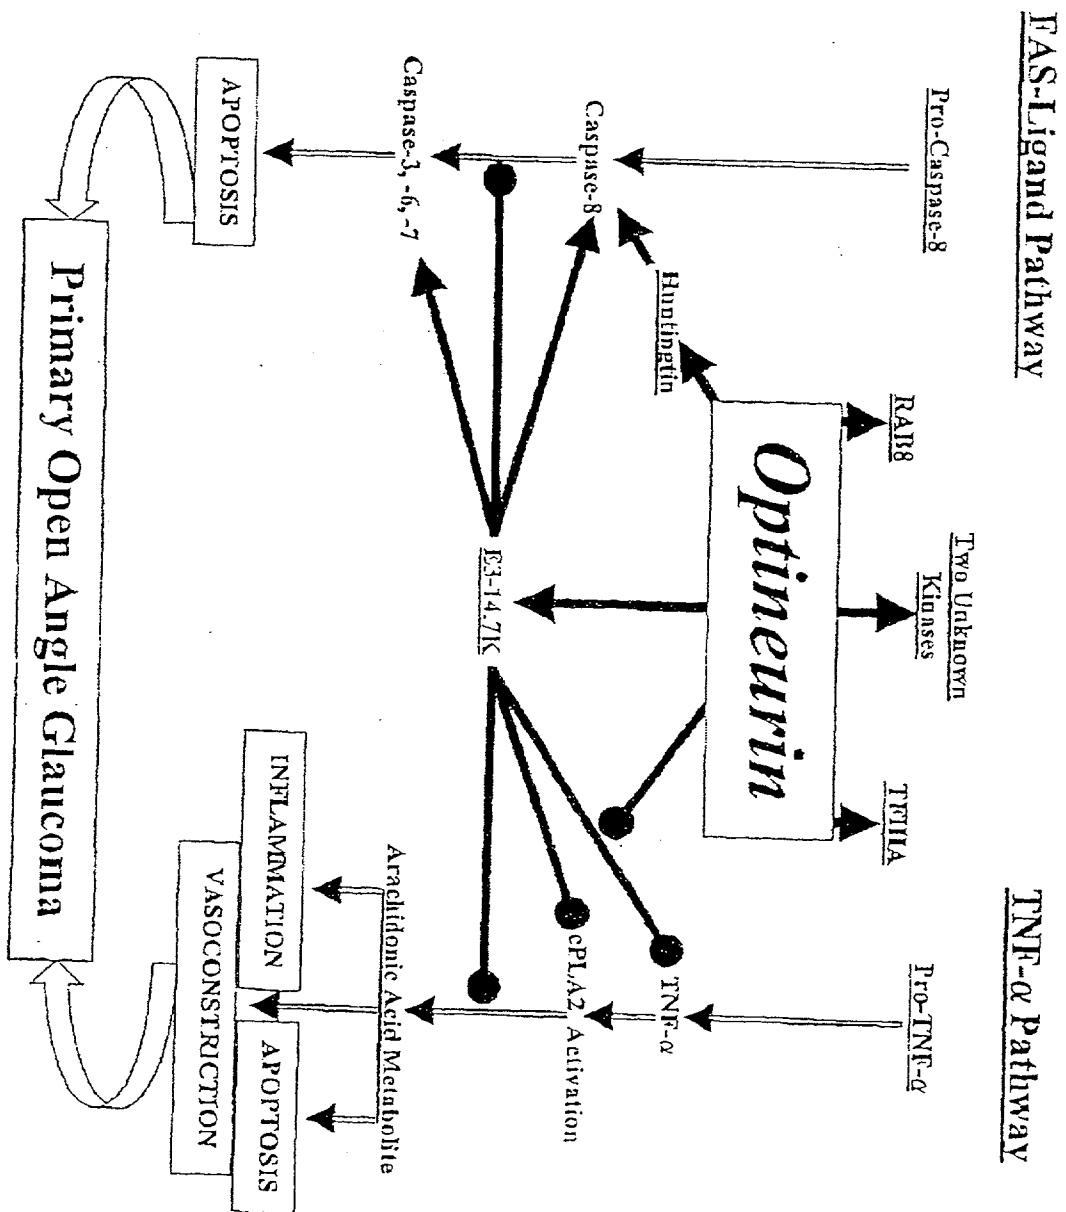 FAS-Ligand Pathway
TNF-α Pathway
Pro-Caspase-8
Two Unknown
Kinases
Pro-TNF-α
RAB8
TFIIIA
Optineurin
Huntingtin
Caspase-8
TNF-α
cPLA2 Activation
E3-14.7K
Caspase-3, -6, -7
Arachidonic Acid Metabolite
APOPTOSIS
INFLAMMATION
APOPTOSIS
VASOCONSTRICTION
Primary Open Angle Glaucoma